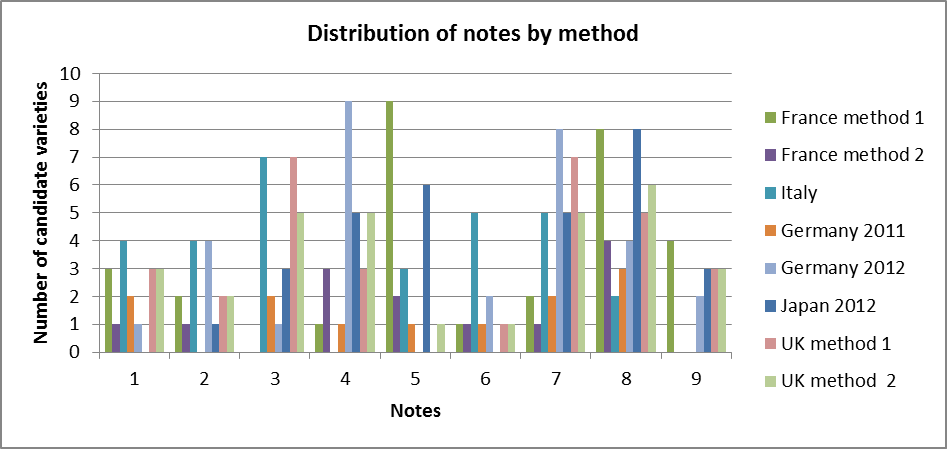 Distribution of notes by method
Number of candidate varieties
10
9
8
7
6
5
4
3
2
1
0
1 2 3 4 5 6 7 8 9
Notes
France method 1
France method 2
Italy
Germany 2011
Germany 2012
Japan 2012
UK method 1
UK method  2